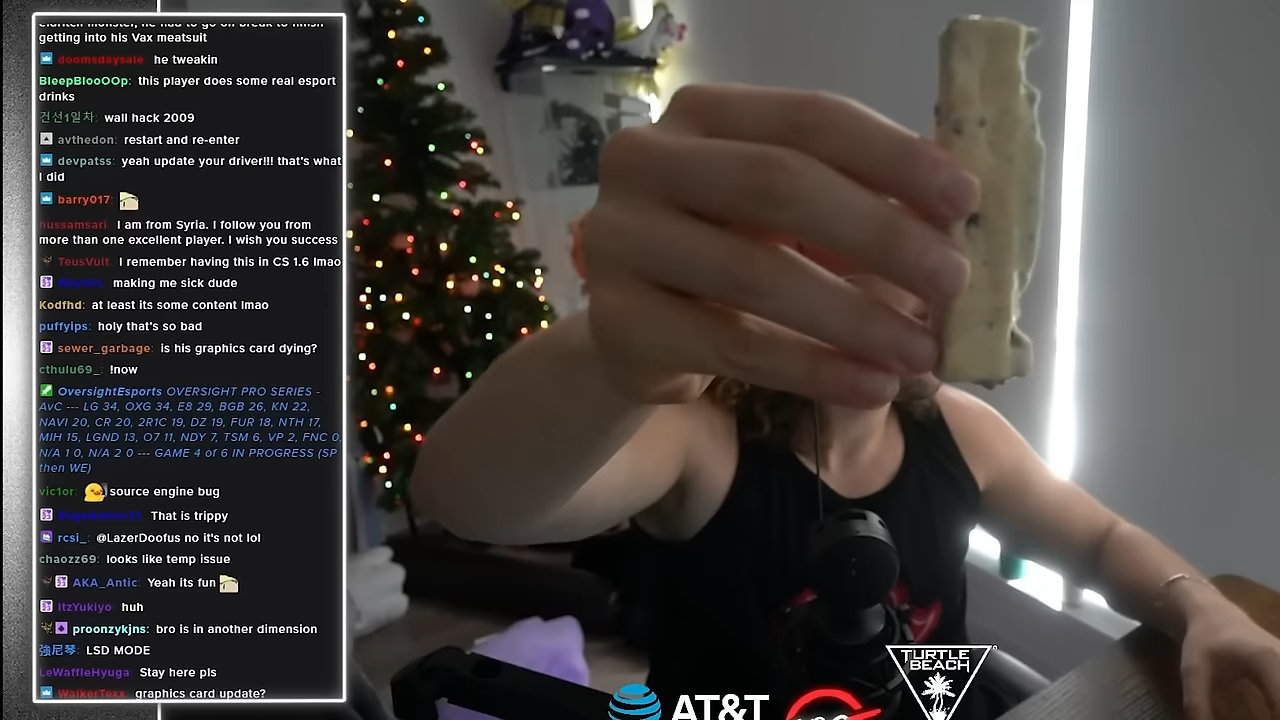 getting into his Vax meatsuit
doomsdaysale he tweakin
BleepBlooOOp: this player does some real esport
drinks
건선1일차: wall hack 2009
avthedon: restart and re-enter
devpatss: yeah update your driver!!! that's what
I did
barry017:
hussamsari I am from Syria. I follow you from
more than one excellent player. I wish you success
TeusVult I remember having this in CS 1.6 lmao
making me sick dude
Kodfhd: at least its some content lmao
puffyips: holy that's so bad
sewer_garbage: is his graphics card dying?
cthulu69_: !now
OversightEsports OVERSIGHT PRO SERIES -
AvC --- LG 34, OXG 34, E8 29, BGB 26, KN 22,
NAVI 20, CR 20, 2R1C 19, DZ 19, FUR 18, NTH 17,
MIH 15, LGND 13, O7 11, NDY 7, TSM 6, VP 2, FNC 0,
N/A 1 0, N/A 2 0 --- GAME 4 of 6 IN PROGRESS (SP
then WE)
vic1or: source engine bug
That is trippy
rcsi_: @LazerDoofus no it's not lol
chaozz69: looks like temp issue
AKA_Antic: Yeah its fun
ItzYukiyo huh
proonzykjns: bro is in another dimension
強尼琴: LSD MODE
LeWaffleHyuga Stay here pls
WalkerTexx graphics card update?
TURTLE
BEACH
AT&T